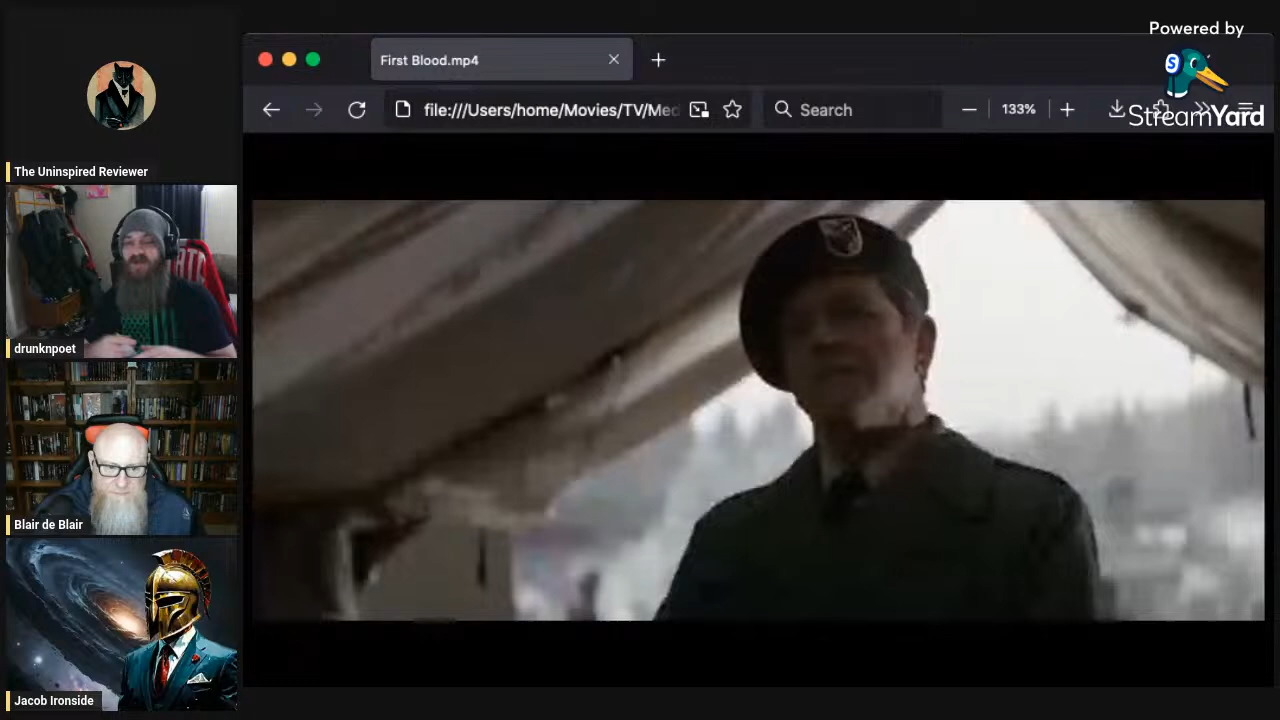 Powered by
StreamYard
First Blood.mp4
file:///Users/home/Movies/TV/Med
Search
133%
The Uninspired Reviewer
drunknpoet
Blair de Blair
Jacob Ironside